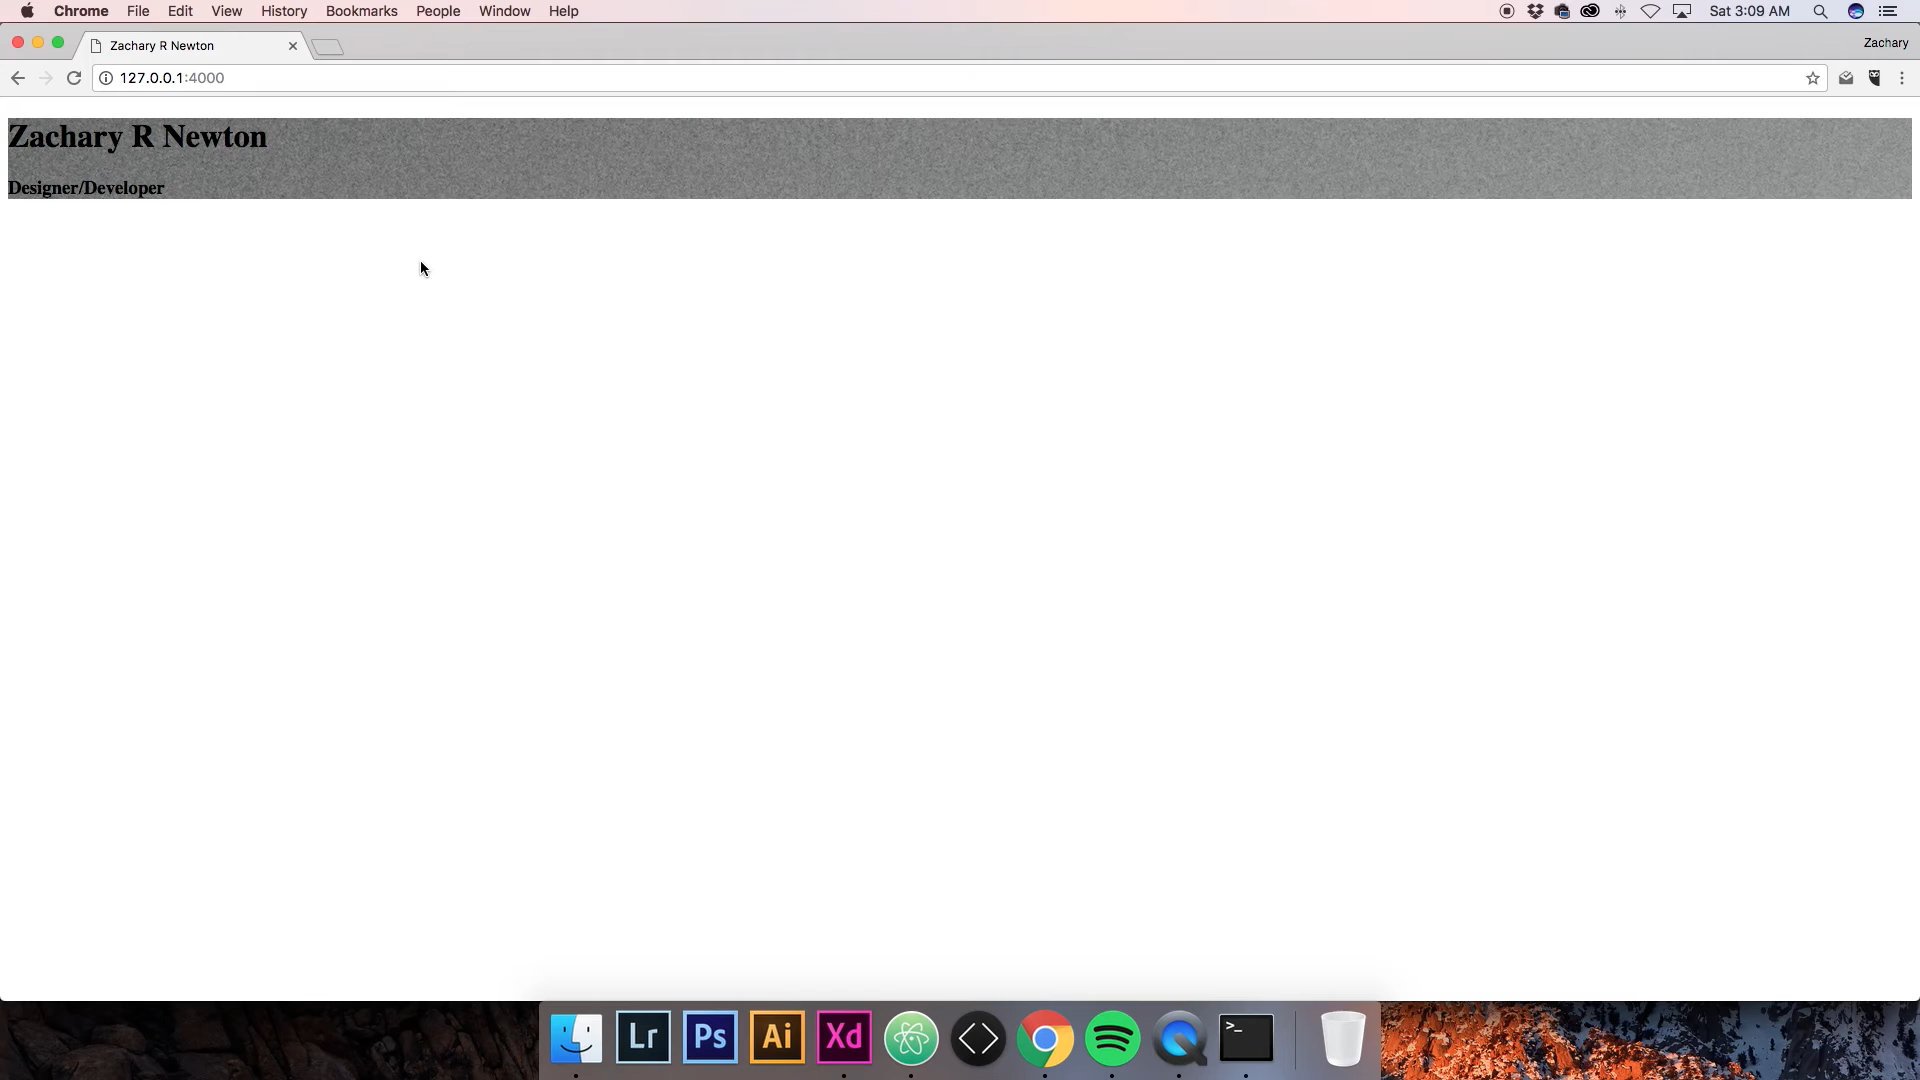 Chrome File Edit View History Bookmarks People Window Help Sat 3:09 AM
Zachary R Newton Zachary
127.0.0.1:4000
Zachary R Newton
Designer/Developer
Lr Ps Ai Xd >_